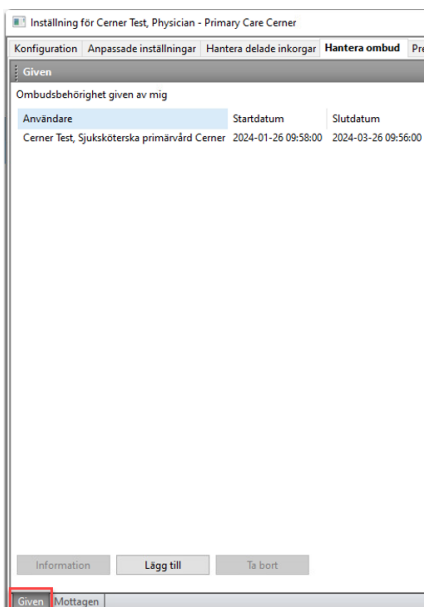 Inställning för Cerner Test, Physician - Primary Care Cerner
Konfiguration Anpassade inställningar Hantera delade inkorgar Hantera ombud Pre
Given
Ombudsbehörighet given av mig
Användare Startdatum Slutdatum
Cerner Test, Sjuksköterska primärvård Cerner 2024-01-26 09:58:00 2024-03-26 09:56:00
Information Lägg till Ta bort
Given Mottagen